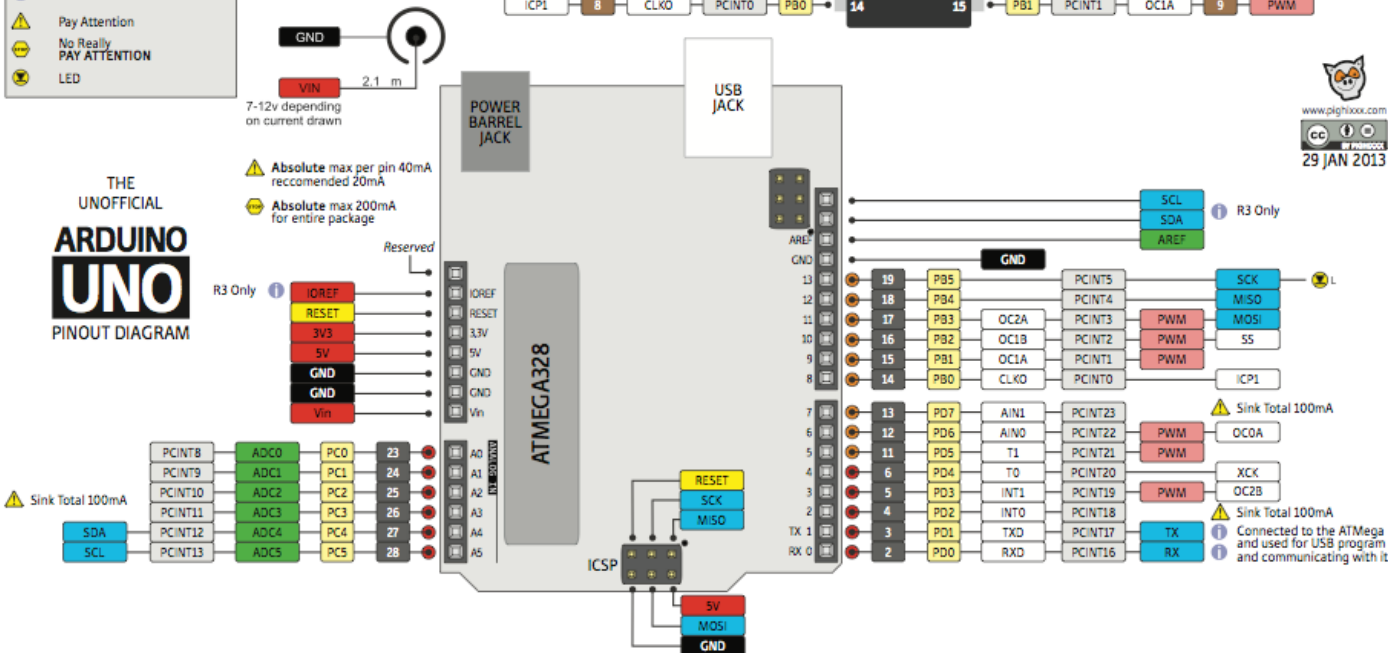 ICP1 8 CLKO PCINT0 PB0 14 15 PB1 PCINT1 OC1A 9 PWM
Pay Attention
No Really
PAY ATTENTION
LED
GND
VIN
2.1 m
7-12v depending
on current drawn
POWER
BARREL
JACK
USB
JACK
www.pighixxx.com
cc
BY PIGHIXXX
29 JAN 2013
THE
UNOFFICIAL
ARDUINO
UNO
PINOUT DIAGRAM
Absolute max per pin 40mA
reccomended 20mA
Absolute max 200mA
for entire package
Reserved
R3 Only
IOREF IOREF
RESET RESET
3V3 3,3V
5V 5V
GND GND
GND GND
Vin Vin
ATMEGA328
ANALOG IN
PCINT8 ADC0 PC0 23 A0
PCINT9 ADC1 PC1 24 A1
PCINT10 ADC2 PC2 25 A2
PCINT11 ADC3 PC3 26 A3
SDA PCINT12 ADC4 PC4 27 A4
SCL PCINT13 ADC5 PC5 28 A5
Sink Total 100mA
SCL
SDA
R3 Only
AREF AREF
GND GND
13 19 PB5 PCINT5 SCK L
12 18 PB4 PCINT4 MISO
11 17 PB3 OC2A PCINT3 PWM MOSI
10 16 PB2 OC1B PCINT2 PWM SS
9 15 PB1 OC1A PCINT1 PWM
8 14 PB0 CLKO PCINT0 ICP1
7 13 PD7 AIN1 PCINT23 Sink Total 100mA
6 12 PD6 AIN0 PCINT22 PWM OC0A
5 11 PD5 T1 PCINT21 PWM
4 6 PD4 T0 PCINT20 XCK
3 5 PD3 INT1 PCINT19 PWM OC2B
2 4 PD2 INT0 PCINT18 Sink Total 100mA
TX 1 3 PD1 TXD PCINT17 TX
RX 0 2 PD0 RXD PCINT16 RX
Connected to the ATMega
and used for USB program
and communicating with it
RESET
SCK
MISO
ICSP
5V
MOSI
GND